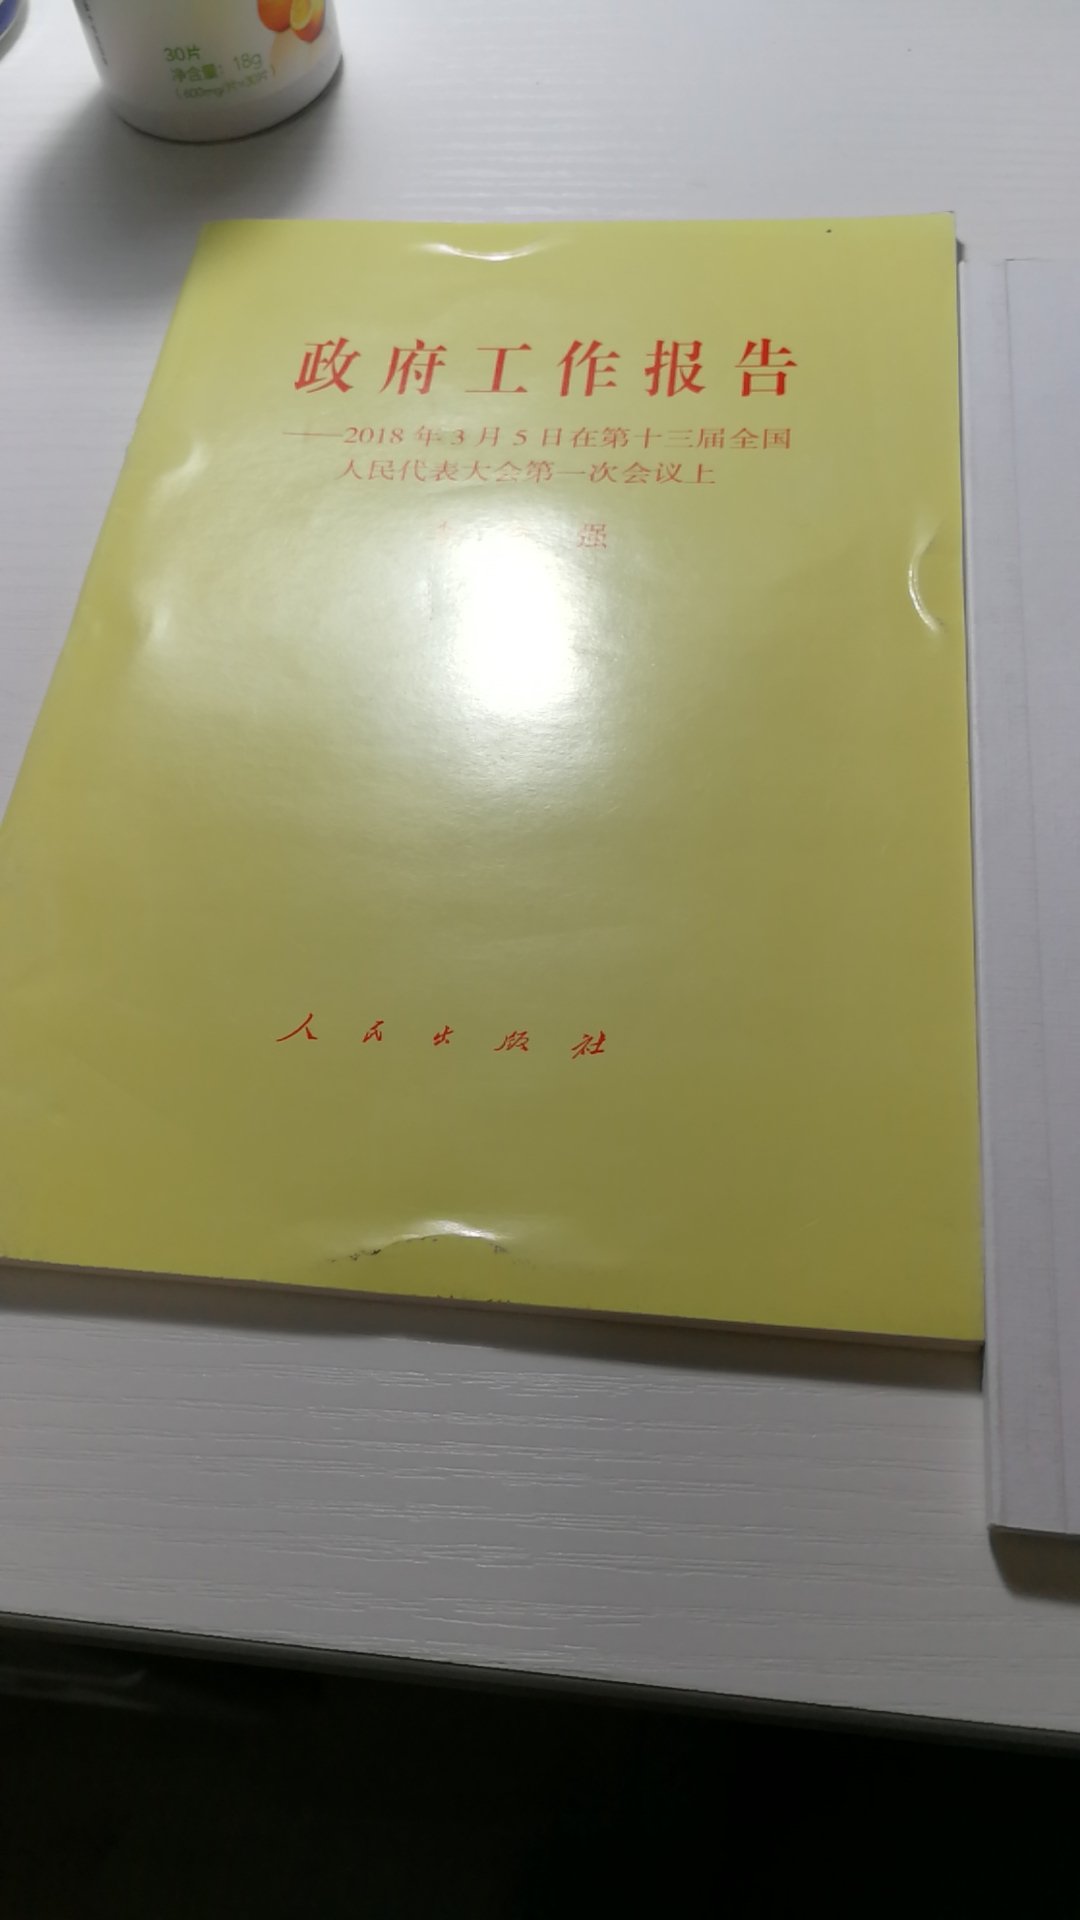 30片
净含量：18g
政府工作报告
——2018年3月5日在第十三届全国
人民代表大会第一次会议上
强
人民出版社